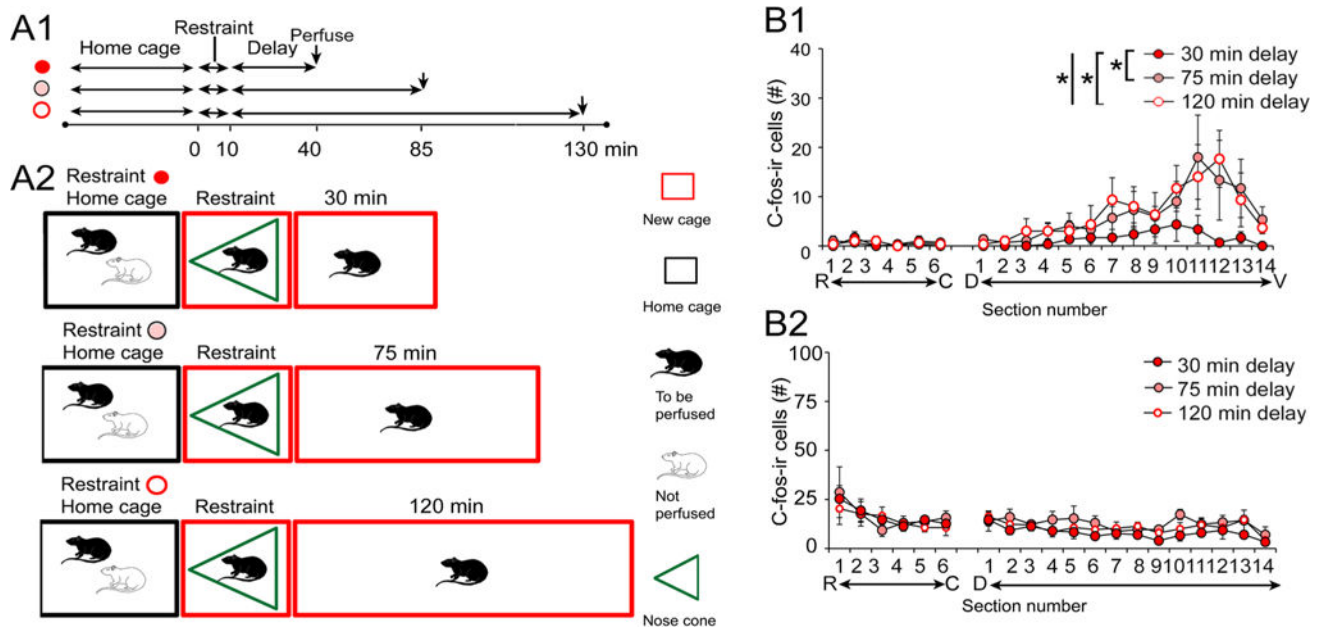 A1
Restraint
Home cage
Delay
Perfuse
0 10 40 85 130 min
A2
Restraint
Home cage
Restraint
30 min
Restraint
Home cage
Restraint
75 min
Restraint
Home cage
Restraint
120 min
New cage
Home cage
To be
perfused
Not
perfused
Nose cone
B1
C-fos-ir cells (#)
40
30
20
10
0
* * *
30 min delay
75 min delay
120 min delay
1 2 3 4 5 6 1 2 3 4 5 6 7 8 9 10 11 12 13 14
R C D V
Section number
B2
C-fos-ir cells (#)
100
75
50
25
0
30 min delay
75 min delay
120 min delay
1 2 3 4 5 6 1 2 3 4 5 6 7 8 9 10 11 12 13 14
R C D V
Section number